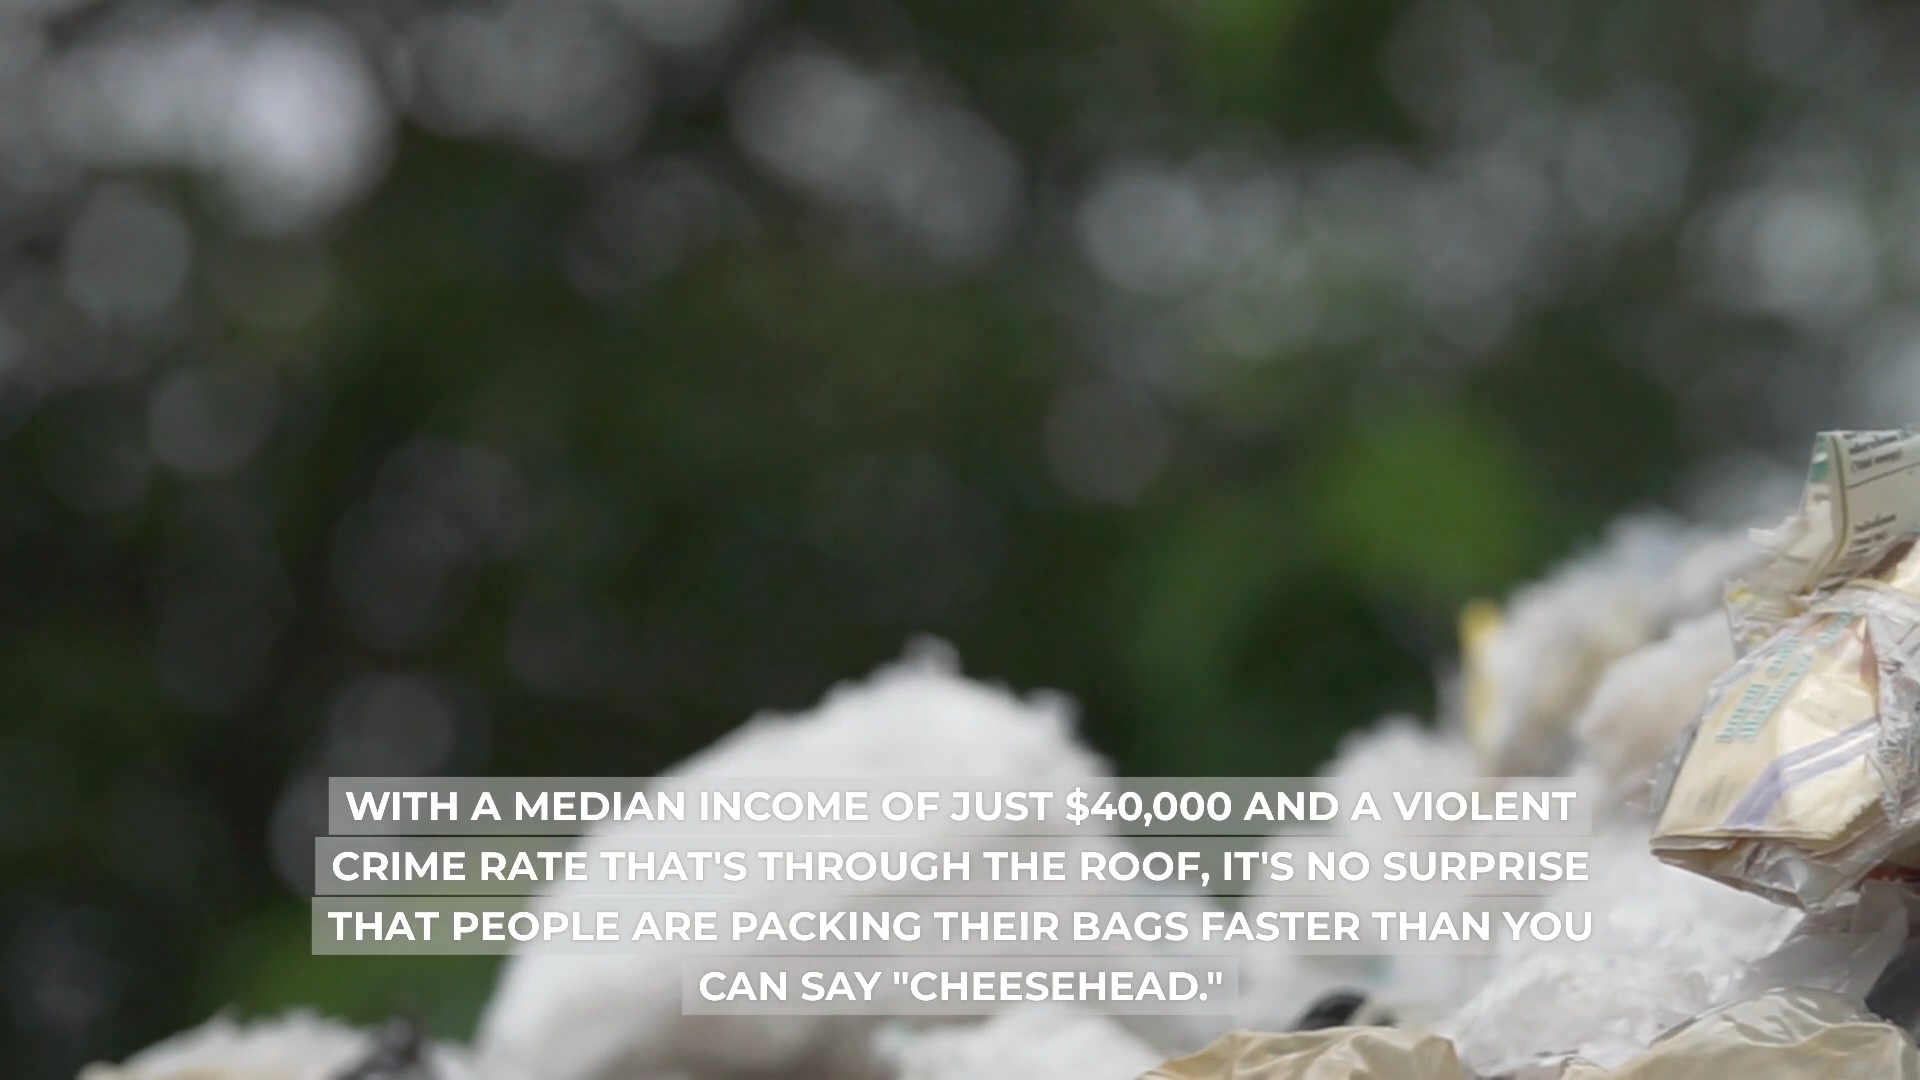 WITH A MEDIAN INCOME OF JUST $40,000 AND A VIOLENT
CRIME RATE THAT'S THROUGH THE ROOF, IT'S NO SURPRISE
THAT PEOPLE ARE PACKING THEIR BAGS FASTER THAN YOU
CAN SAY "CHEESEHEAD."